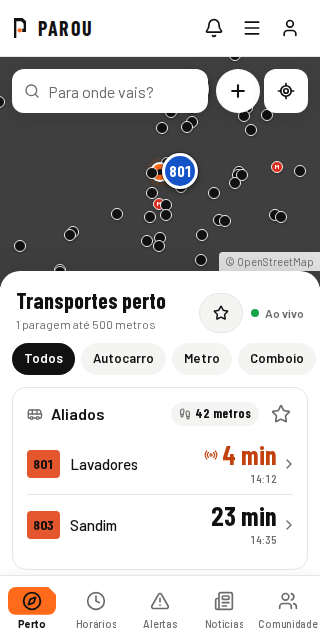 PAROU
Para onde vais?
801
M
M
© OpenStreetMap
Transportes perto
1 paragem até 500 metros
Ao vivo
Todos
Autocarro
Metro
Comboio
Aliados
42 metros
801
Lavadores
4 min
14:12
803
Sandim
23 min
14:35
Perto
Horários
Alertas
Notícias
Comunidade